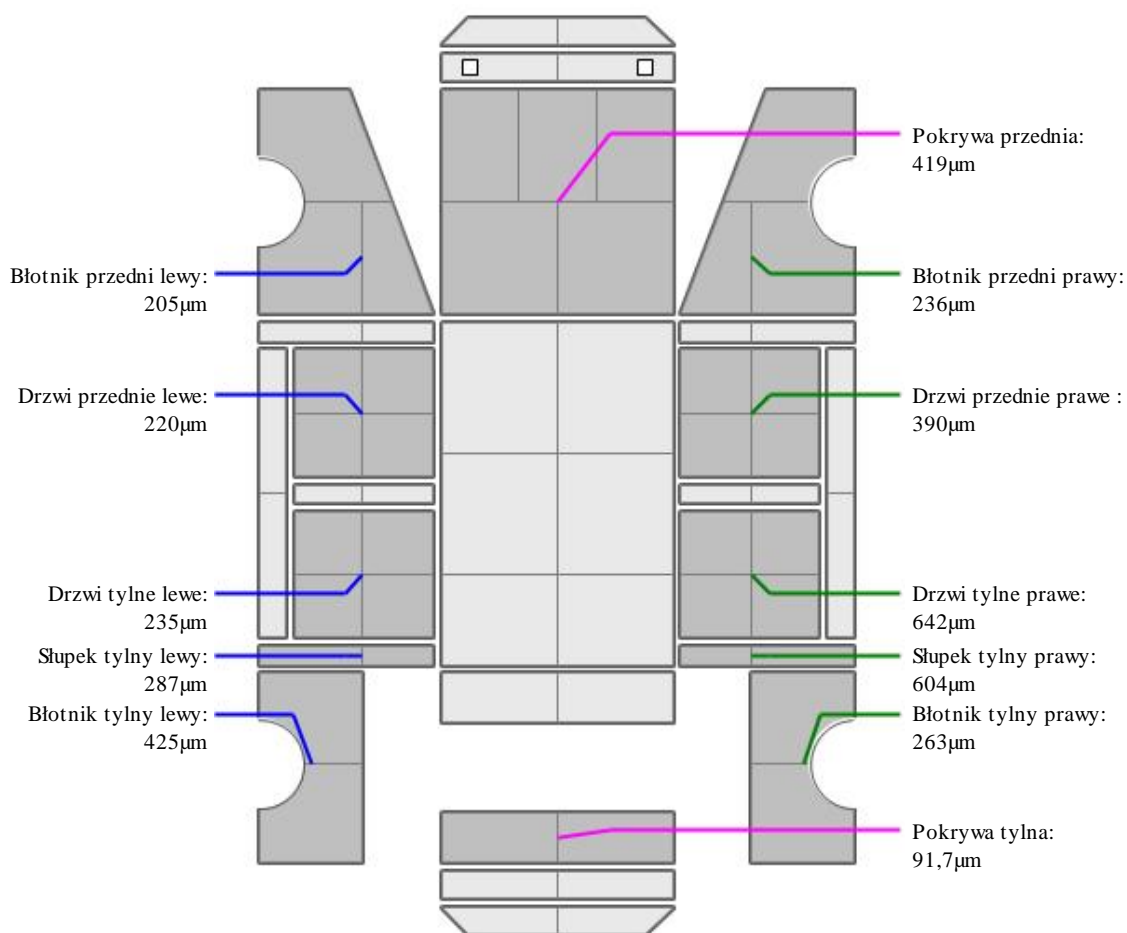 Pokrywa przednia:
419µm
Błotnik przedni lewy:
205µm
Błotnik przedni prawy:
236µm
Drzwi przednie lewe:
220µm
Drzwi przednie prawe :
390µm
Drzwi tylne lewe:
235µm
Drzwi tylne prawe:
642µm
Słupek tylny lewy:
287µm
Słupek tylny prawy:
604µm
Błotnik tylny lewy:
425µm
Błotnik tylny prawy:
263µm
Pokrywa tylna:
91,7µm